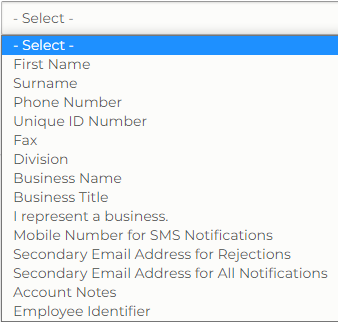 - Select -
- Select -
First Name
Surname
Phone Number
Unique ID Number
Fax
Division
Business Name
Business Title
I represent a business.
Mobile Number for SMS Notifications
Secondary Email Address for Rejections
Secondary Email Address for All Notifications
Account Notes
Employee Identifier